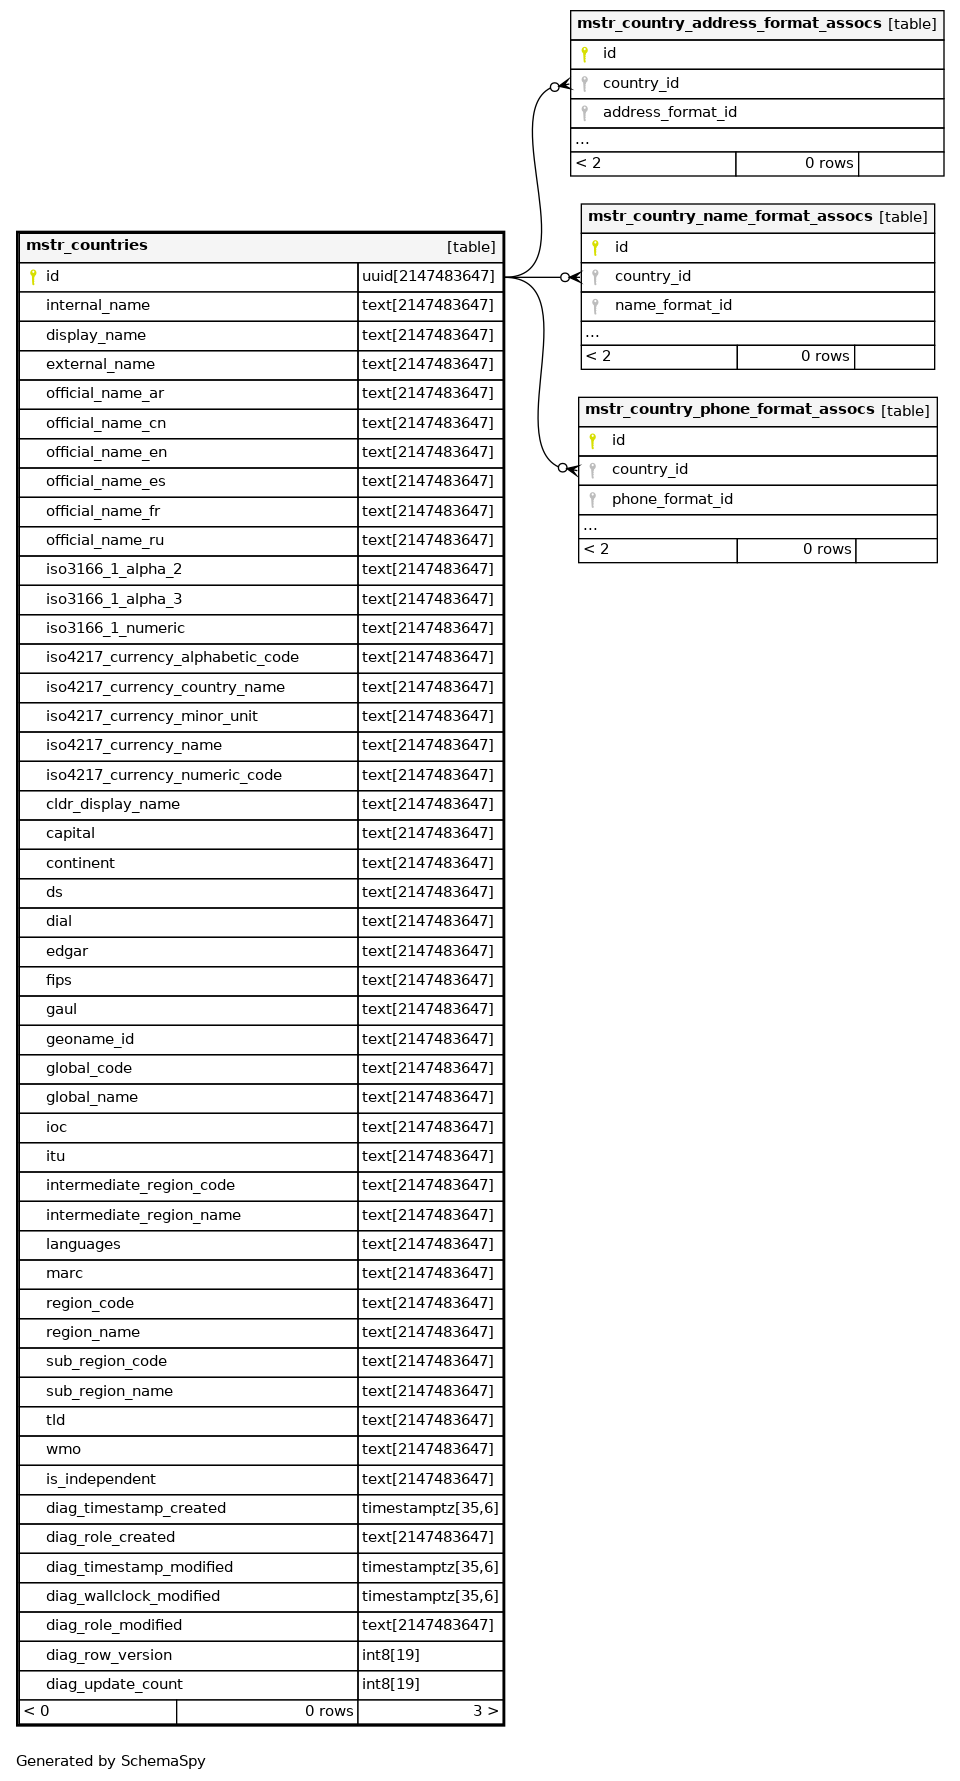 mstr_country_address_format_assocs [table]
id
country_id
address_format_id
...
< 2 0 rows
mstr_country_name_format_assocs [table]
id
country_id
name_format_id
...
< 2 0 rows
mstr_country_phone_format_assocs [table]
id
country_id
phone_format_id
...
< 2 0 rows
mstr_countries [table]
id uuid[2147483647]
internal_name text[2147483647]
display_name text[2147483647]
external_name text[2147483647]
official_name_ar text[2147483647]
official_name_cn text[2147483647]
official_name_en text[2147483647]
official_name_es text[2147483647]
official_name_fr text[2147483647]
official_name_ru text[2147483647]
iso3166_1_alpha_2 text[2147483647]
iso3166_1_alpha_3 text[2147483647]
iso3166_1_numeric text[2147483647]
iso4217_currency_alphabetic_code text[2147483647]
iso4217_currency_country_name text[2147483647]
iso4217_currency_minor_unit text[2147483647]
iso4217_currency_name text[2147483647]
iso4217_currency_numeric_code text[2147483647]
cldr_display_name text[2147483647]
capital text[2147483647]
continent text[2147483647]
ds text[2147483647]
dial text[2147483647]
edgar text[2147483647]
fips text[2147483647]
gaul text[2147483647]
geoname_id text[2147483647]
global_code text[2147483647]
global_name text[2147483647]
ioc text[2147483647]
itu text[2147483647]
intermediate_region_code text[2147483647]
intermediate_region_name text[2147483647]
languages text[2147483647]
marc text[2147483647]
region_code text[2147483647]
region_name text[2147483647]
sub_region_code text[2147483647]
sub_region_name text[2147483647]
tld text[2147483647]
wmo text[2147483647]
is_independent text[2147483647]
diag_timestamp_created timestamptz[35,6]
diag_role_created text[2147483647]
diag_timestamp_modified timestamptz[35,6]
diag_wallclock_modified timestamptz[35,6]
diag_role_modified text[2147483647]
diag_row_version int8[19]
diag_update_count int8[19]
< 0 0 rows 3 >
Generated by SchemaSpy